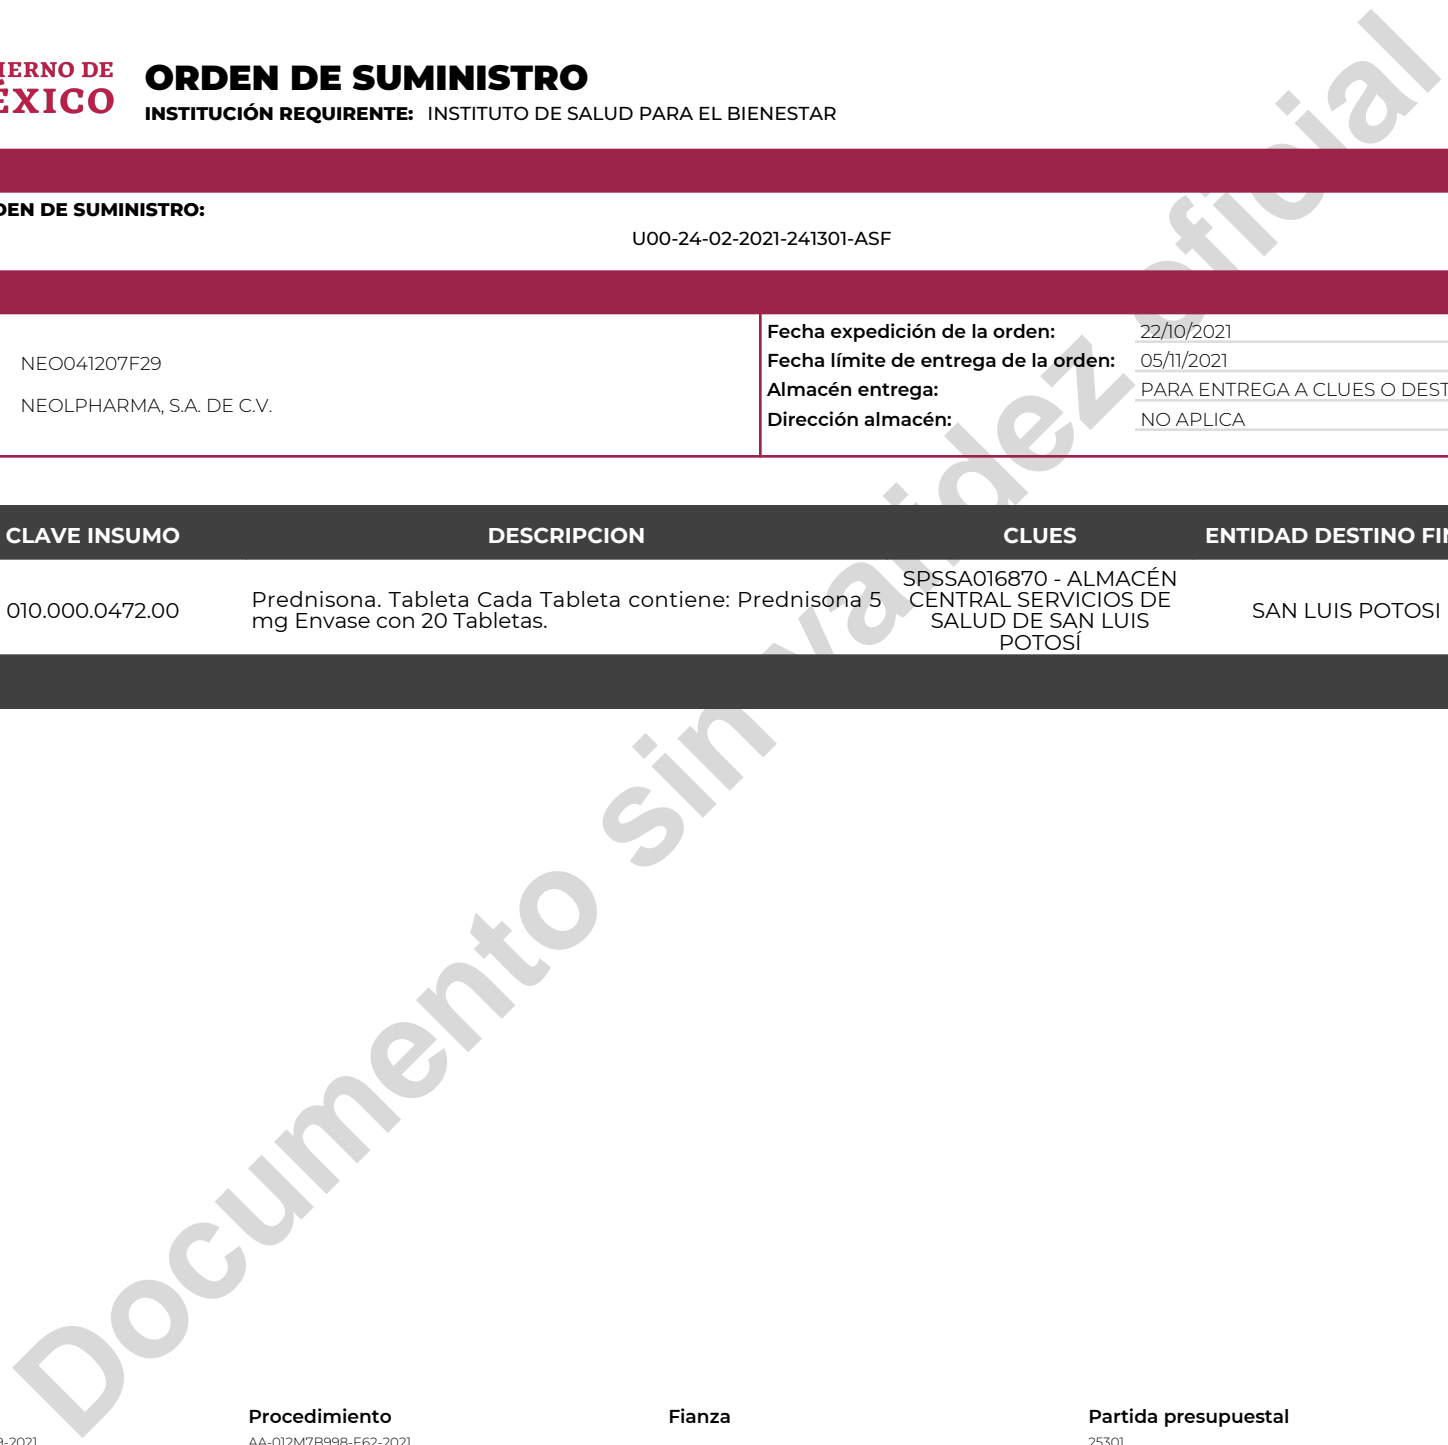 IERNO DE
ÉXICO
ORDEN DE SUMINISTRO
INSTITUCIÓN REQUIRENTE: INSTITUTO DE SALUD PARA EL BIENESTAR
DEN DE SUMINISTRO:
U00-24-02-2021-241301-ASF
NEO041207F29
NEOLPHARMA, S.A. DE C.V.
Fecha expedición de la orden: 22/10/2021
Fecha límite de entrega de la orden: 05/11/2021
Almacén entrega: PARA ENTREGA A CLUES O DEST
Dirección almacén: NO APLICA
CLAVE INSUMO DESCRIPCION CLUES ENTIDAD DESTINO FIN
010.000.0472.00
Prednisona. Tableta Cada Tableta contiene: Prednisona 5
mg Envase con 20 Tabletas.
SPSSA016870 - ALMACÉN
CENTRAL SERVICIOS DE
SALUD DE SAN LUIS
POTOSÍ
SAN LUIS POTOSI
Documento sin validez oficial
Procedimiento Fianza Partida presupuestal
9-2021 AA-012M7B998-E62-2021 25301